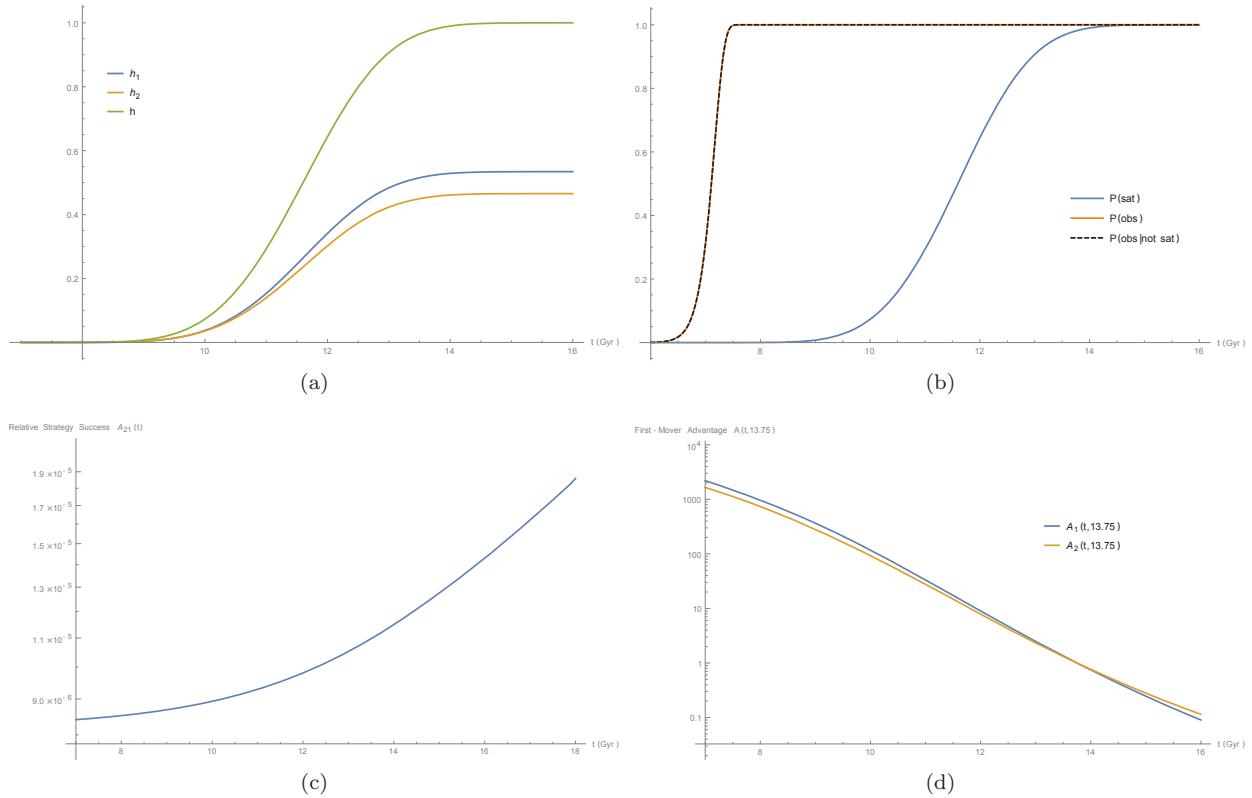 1.0
0.8
0.6
0.4
0.2
h1
h2
h
10
12
14
16
t (Gyr )
(a)
1.0
0.8
0.6
0.4
0.2
P(sat)
P(obs)
P(obs|not sat)
8
10
12
14
16
t (Gyr )
(b)
Relative Strategy Success A21 (t)
1.9 ×10^-5
1.7 ×10^-5
1.5 ×10^-5
1.3 ×10^-5
1.1 ×10^-5
9.0 ×10^-6
8
10
12
14
16
18
t (Gyr )
(c)
First - Mover Advantage A(t,13.75 )
10^4
1000
100
10
1
0.1
A1 (t,13.75 )
A2 (t,13.75 )
8
10
12
14
16
t (Gyr )
(d)